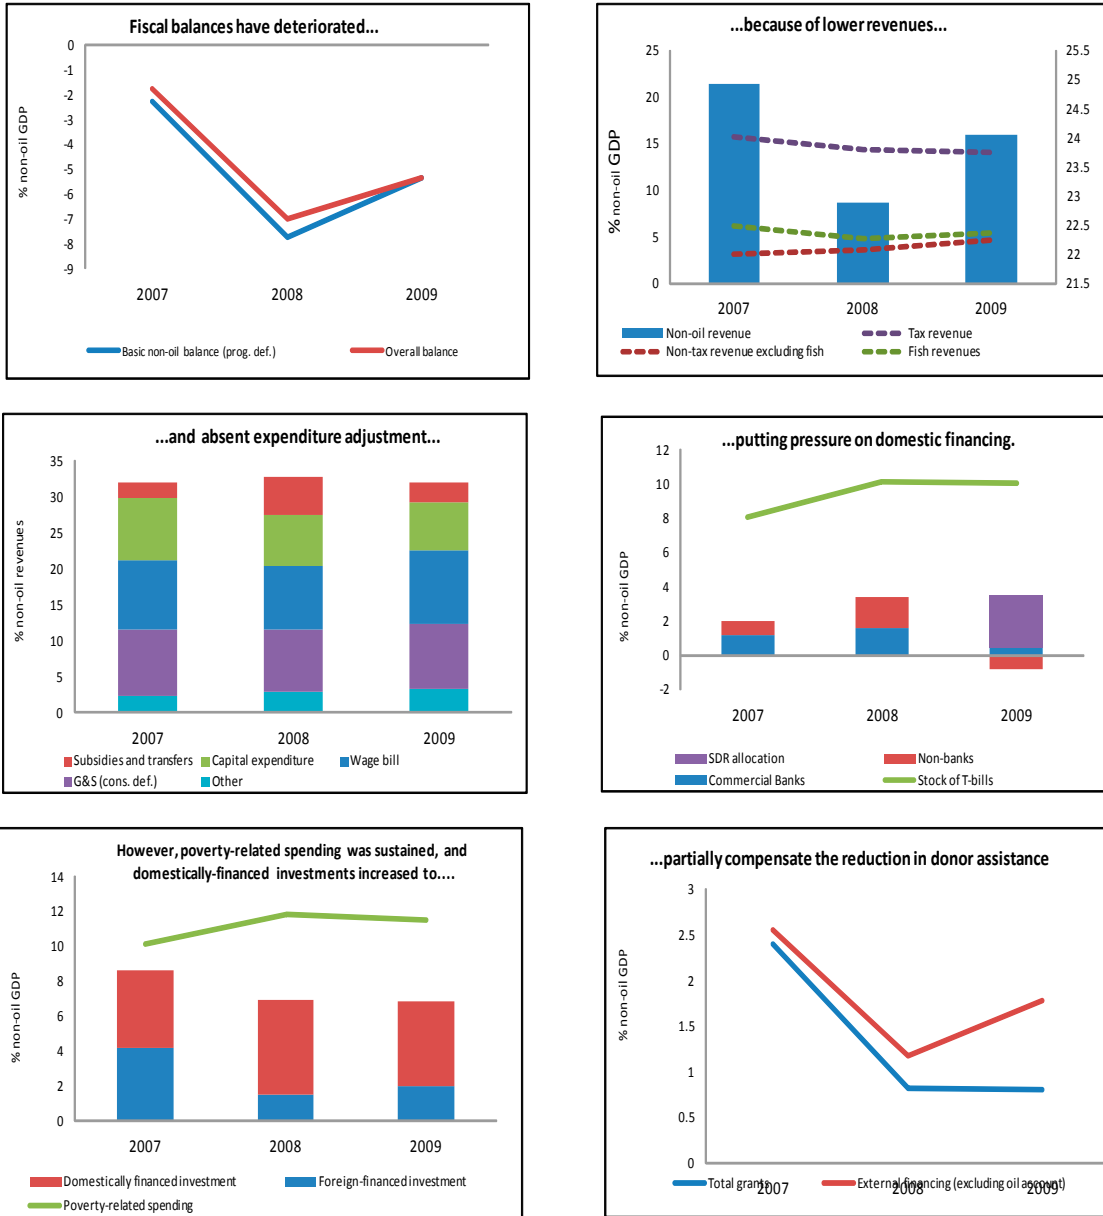 Fiscal balances have deteriorated...
0
-1
-2
-3
-4
-5
-6
-7
-8
-9
% non-oil GDP
2007 2008 2009
Basic non-oil balance (prog. def.) Overall balance
...because of lower revenues...
25
20
15
10
5
0
% non-oil GDP
25.5
25
24.5
24
23.5
23
22.5
22
21.5
2007 2008 2009
Non-oil revenue Tax revenue
Non-tax revenue excluding fish Fish revenues
...and absent expenditure adjustment...
35
30
25
20
15
10
5
0
% non-oil revenues
2007 2008 2009
Subsidies and transfers Capital expenditure Wage bill
G&S (cons. def.) Other
...putting pressure on domestic financing.
12
10
8
6
4
2
0
-2
% non-oil GDP
2007 2008 2009
SDR allocation Non-banks
Commercial Banks Stock of T-bills
However, poverty-related spending was sustained, and
domestically-financed investments increased to....
14
12
10
8
6
4
2
0
% non-oil GDP
2007 2008 2009
Domestically financed investment Foreign-financed investment
Poverty-related spending
...partially compensate the reduction in donor assistance
3
2.5
2
1.5
1
0.5
0
% non-oil GDP
2007 2008 2009
Total grants External financing (excluding oil account)